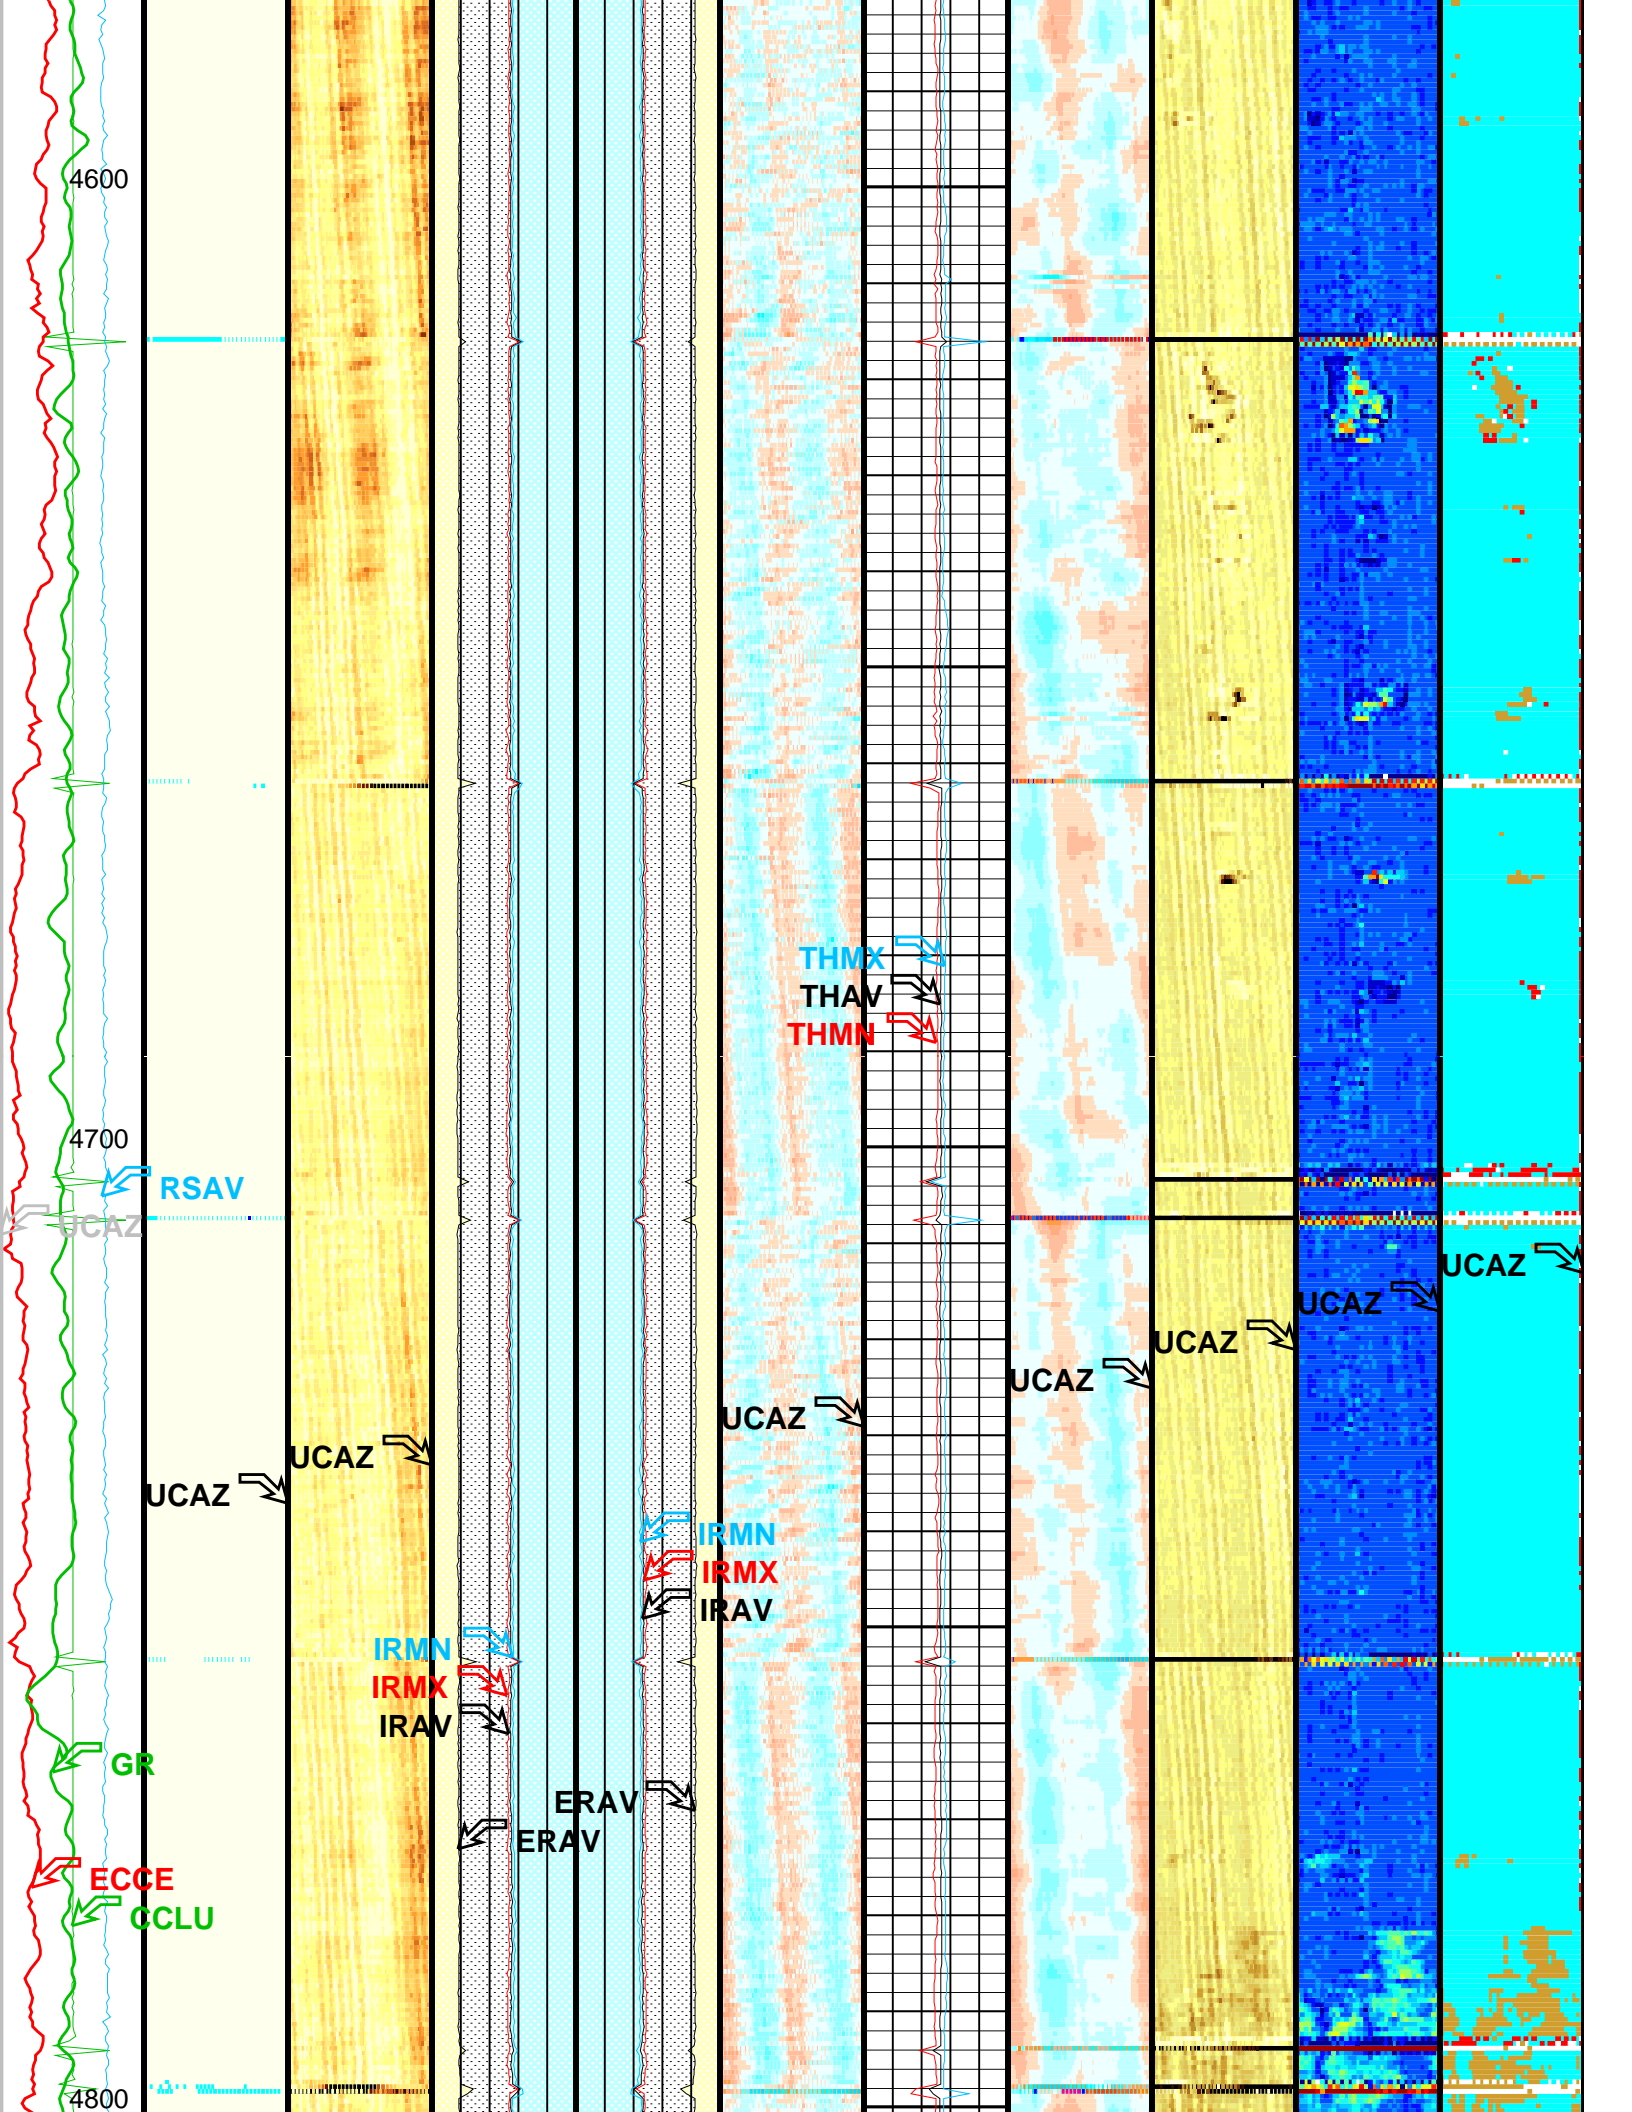 4600
THMX
THAV
THMN
4700
RSAV
UCAZ
UCAZ
UCAZ
UCAZ
UCAZ
UCAZ
UCAZ
UCAZ
IRMN
IRMX
IRAV
IRMN
IRMX
IRAV
GR
ERAV
ERAV
ECCE
CCLU
4800